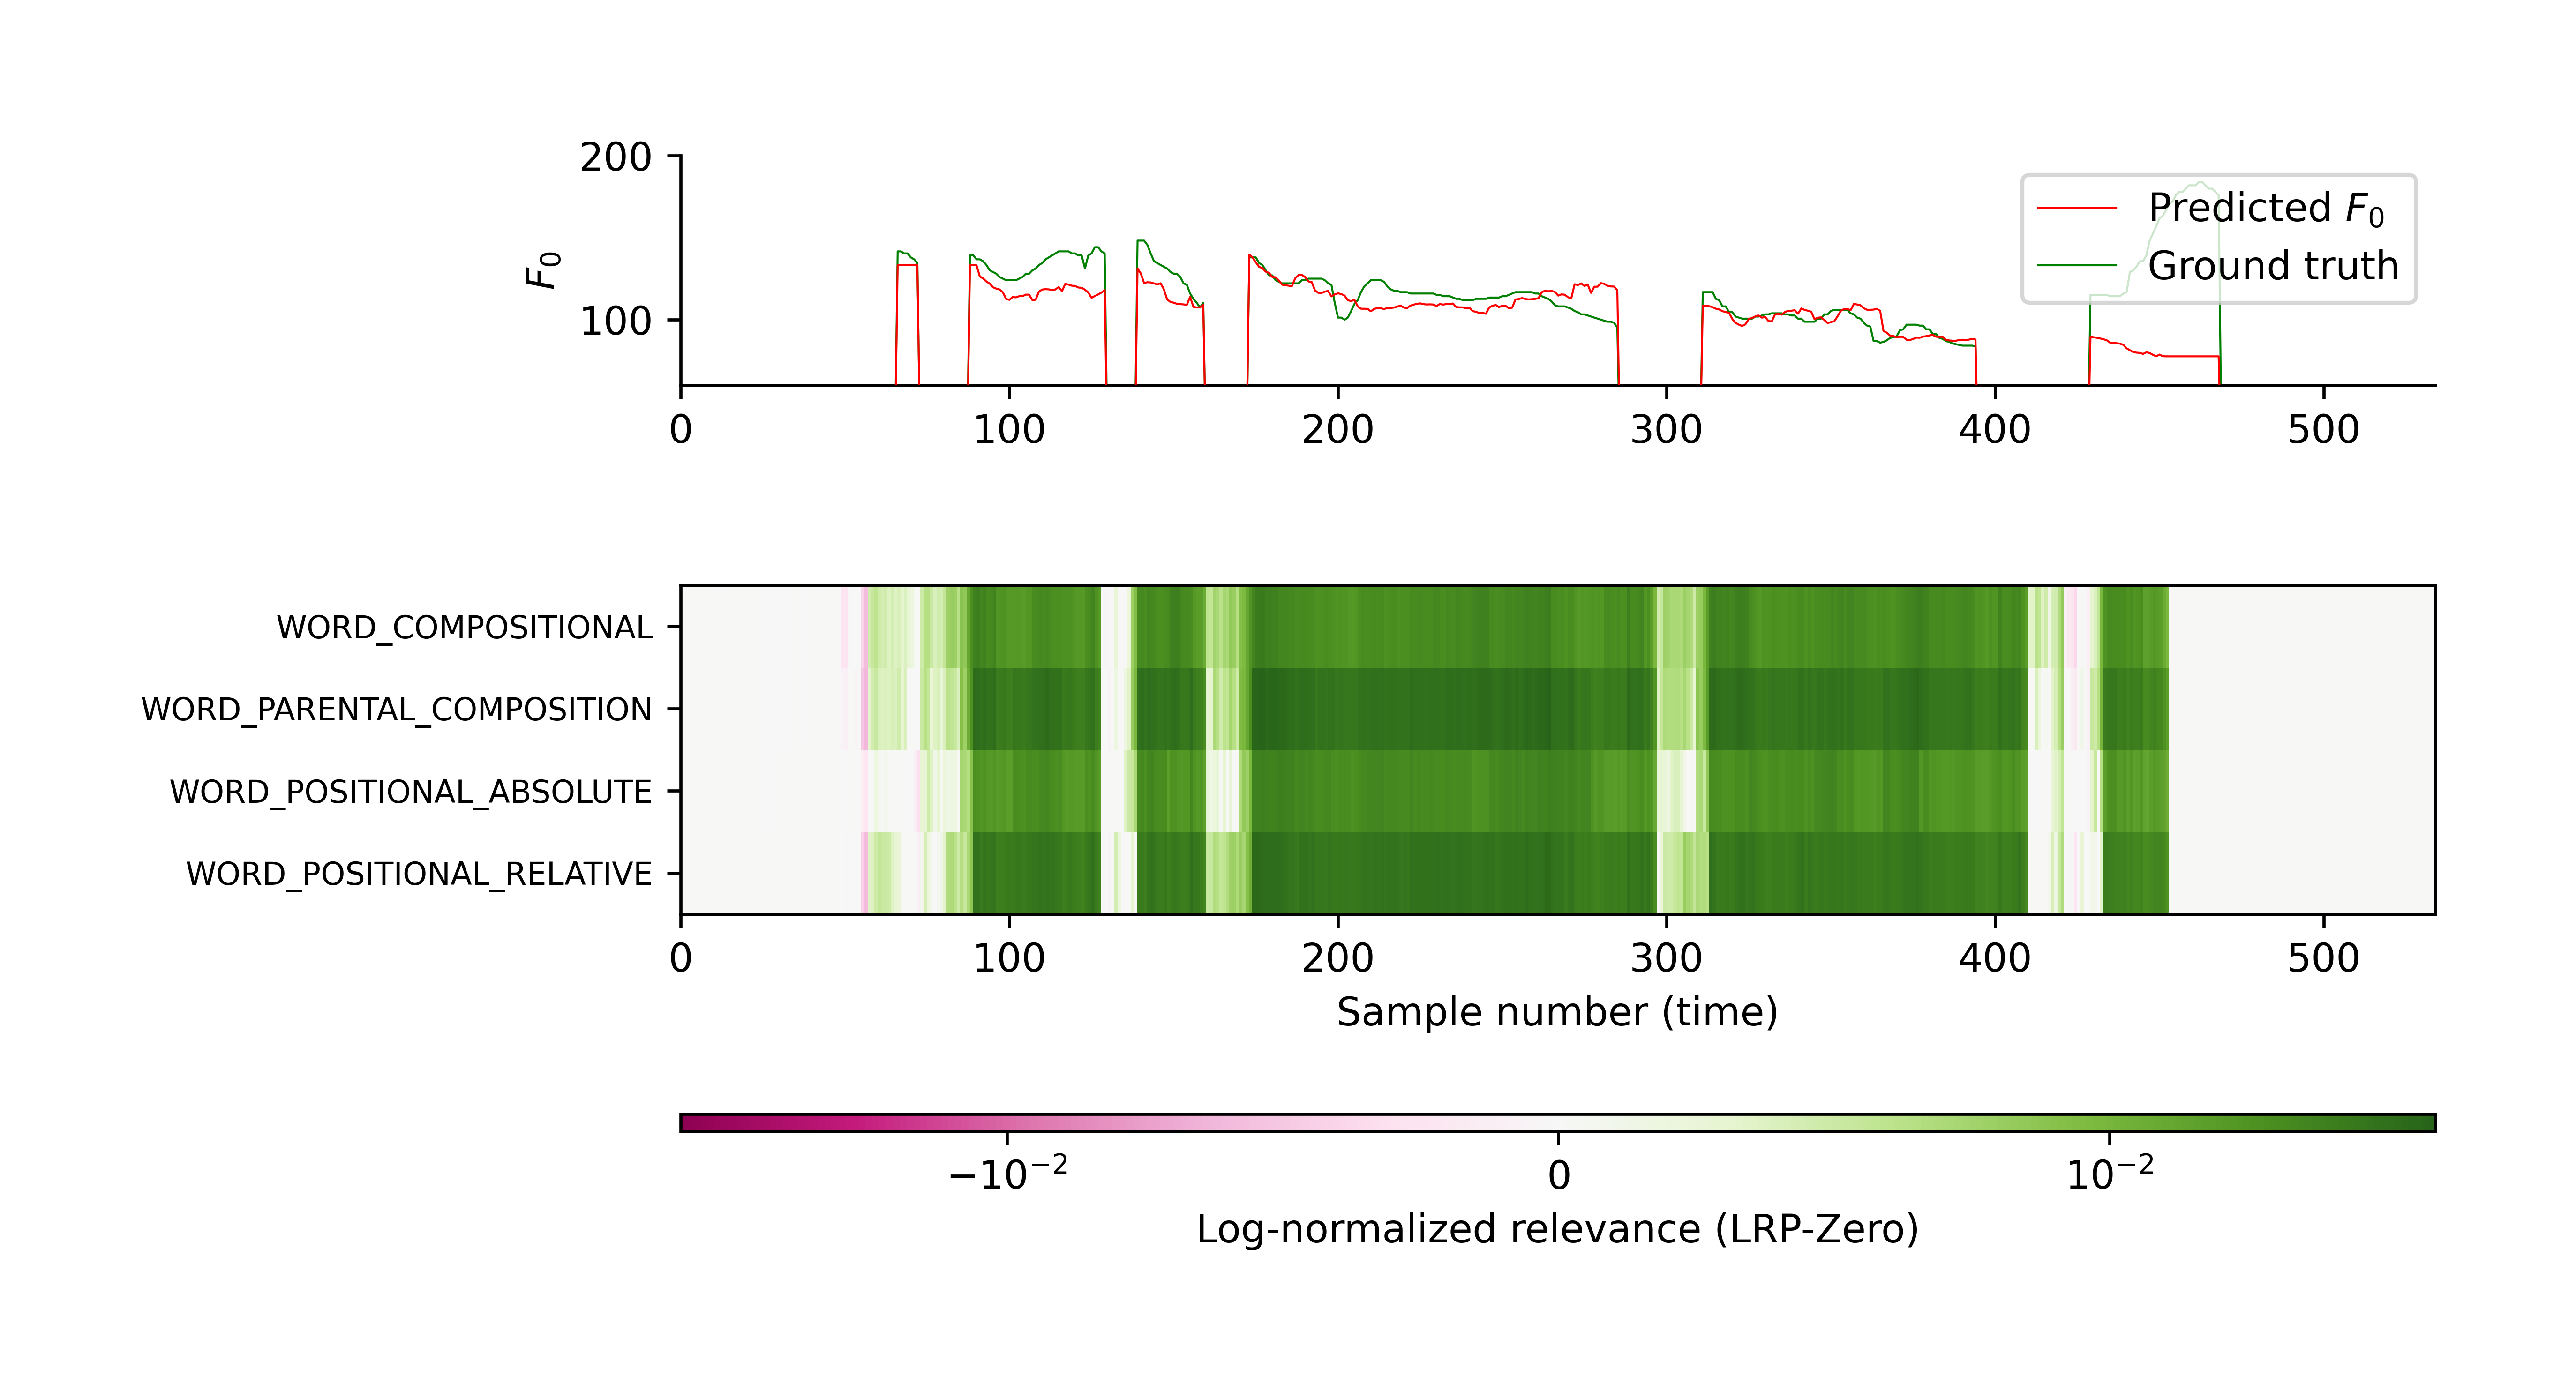 200
100
F₀
Predicted F₀
Ground truth
0 100 200 300 400 500
WORD_COMPOSITIONAL
WORD_PARENTAL_COMPOSITION
WORD_POSITIONAL_ABSOLUTE
WORD_POSITIONAL_RELATIVE
0 100 200 300 400 500
Sample number (time)
−10⁻² 0 10⁻²
Log-normalized relevance (LRP-Zero)